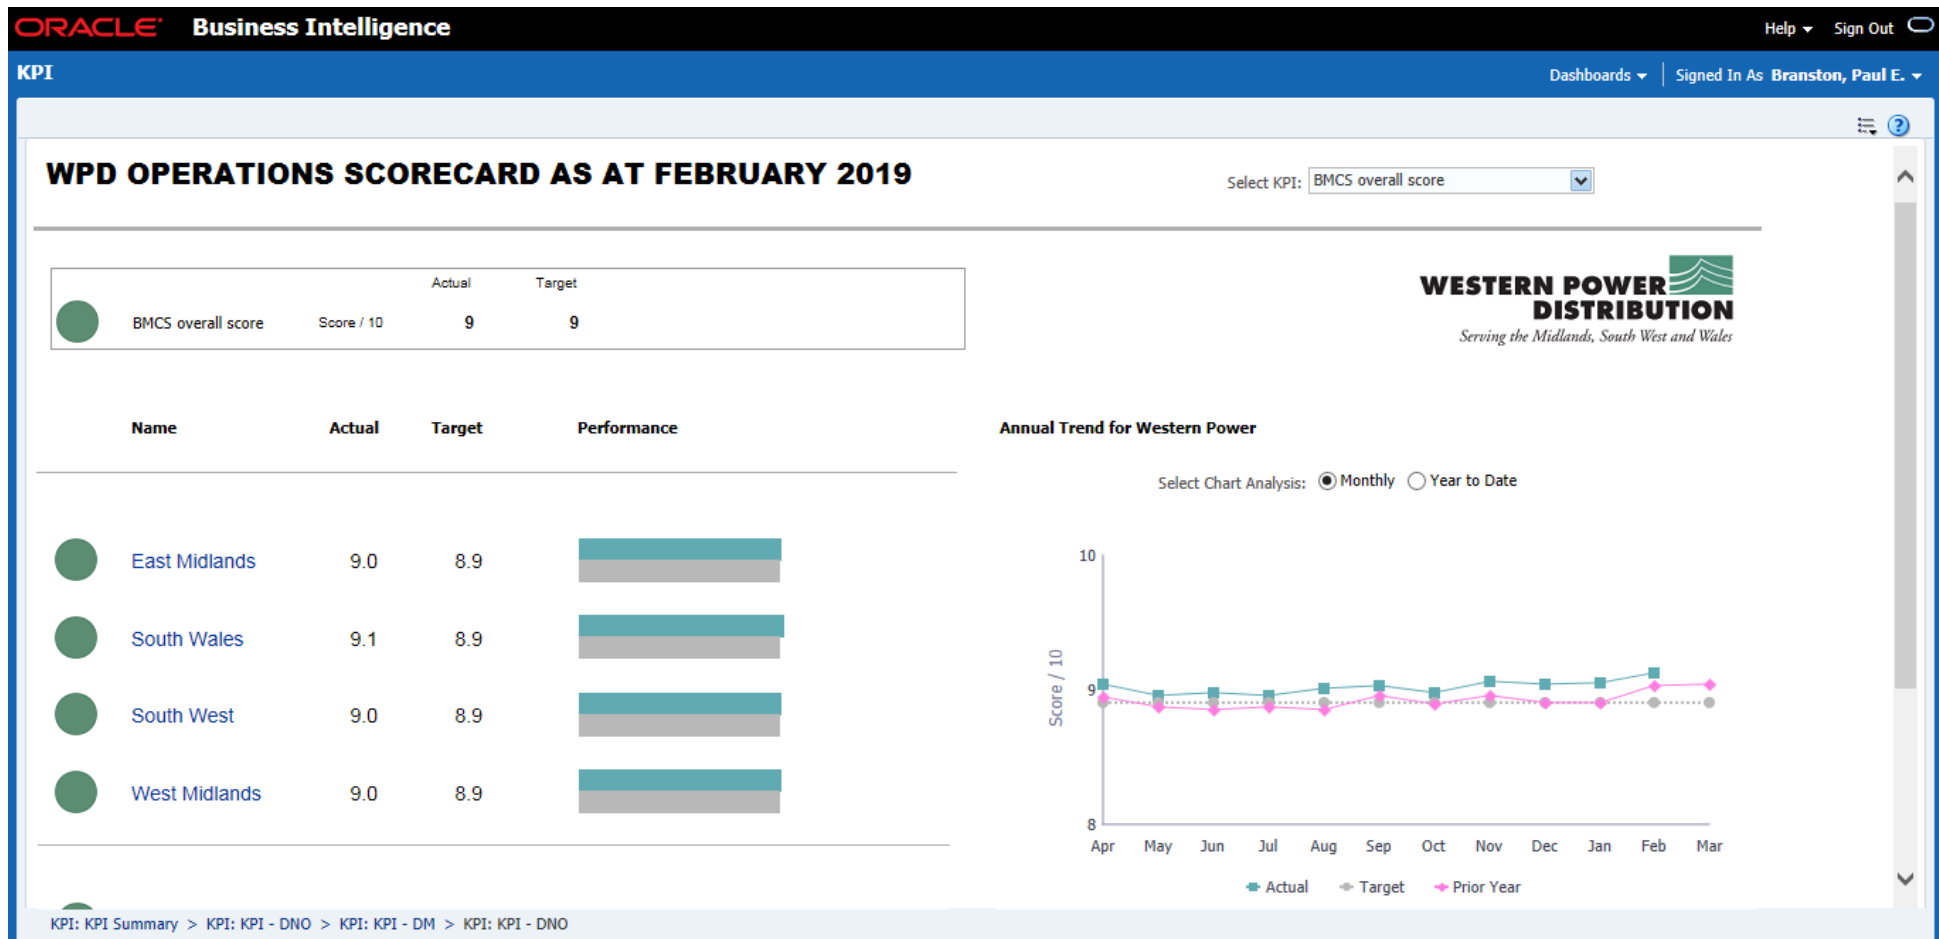 ORACLE Business Intelligence Help Sign Out
KPI Dashboards Signed In As Branston, Paul E.
WPD OPERATIONS SCORECARD AS AT FEBRUARY 2019
Select KPI: BMCS overall score
Actual Target
BMCS overall score Score / 10 9 9
WESTERN POWER
DISTRIBUTION
Serving the Midlands, South West and Wales
Name Actual Target Performance
East Midlands 9.0 8.9
South Wales 9.1 8.9
South West 9.0 8.9
West Midlands 9.0 8.9
Annual Trend for Western Power
Select Chart Analysis: Monthly Year to Date
10
9
8
Score / 10
Apr May Jun Jul Aug Sep Oct Nov Dec Jan Feb Mar
Actual Target Prior Year
KPI: KPI Summary > KPI: KPI - DNO > KPI: KPI - DM > KPI: KPI - DNO